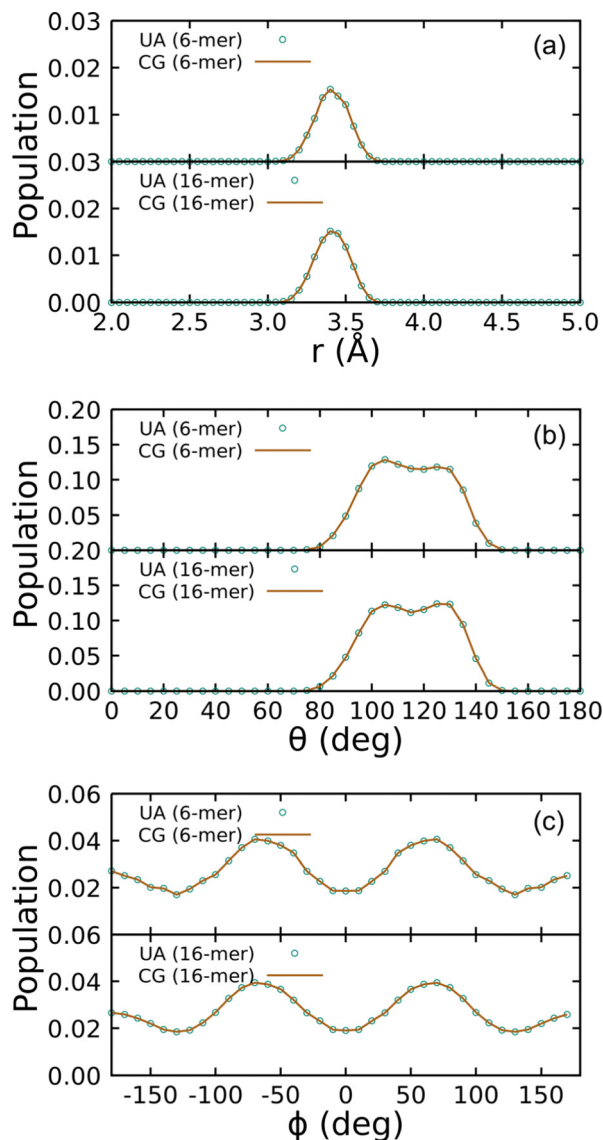 0.03
UA (6-mer)
(a)
CG (6-mer)
0.02
0.01
0.03
UA (16-mer)
CG (16-mer)
0.02
0.01
0.00
Population
2.0 2.5 3.0 3.5 4.0 4.5 5.0
r (Å)
0.20
UA (6-mer)
(b)
CG (6-mer)
0.15
0.10
0.05
0.20
UA (16-mer)
CG (16-mer)
0.15
0.10
0.05
0.00
Population
Population
0 20 40 60 80 100 120 140 160 180
θ (deg)
0.06
UA (6-mer)
(c)
CG (6-mer)
0.04
0.02
0.06
UA (16-mer)
CG (16-mer)
0.04
0.02
0.00
Population
Population
-150 -100 -50 0 50 100 150
ϕ (deg)